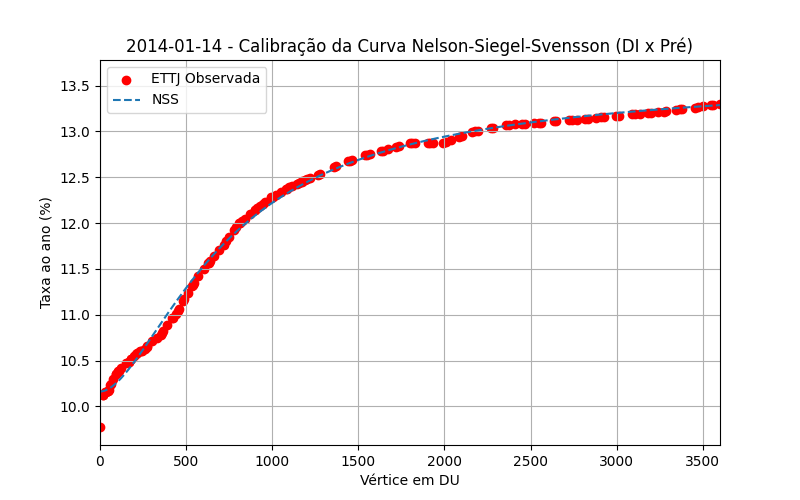 2014-01-14 - Calibração da Curva Nelson-Siegel-Svensson (DI x Pré)
ETTJ Observada
NSS
Taxa ao ano (%)
13.5
13.0
12.5
12.0
11.5
11.0
10.5
10.0
0 500 1000 1500 2000 2500 3000 3500
Vértice em DU